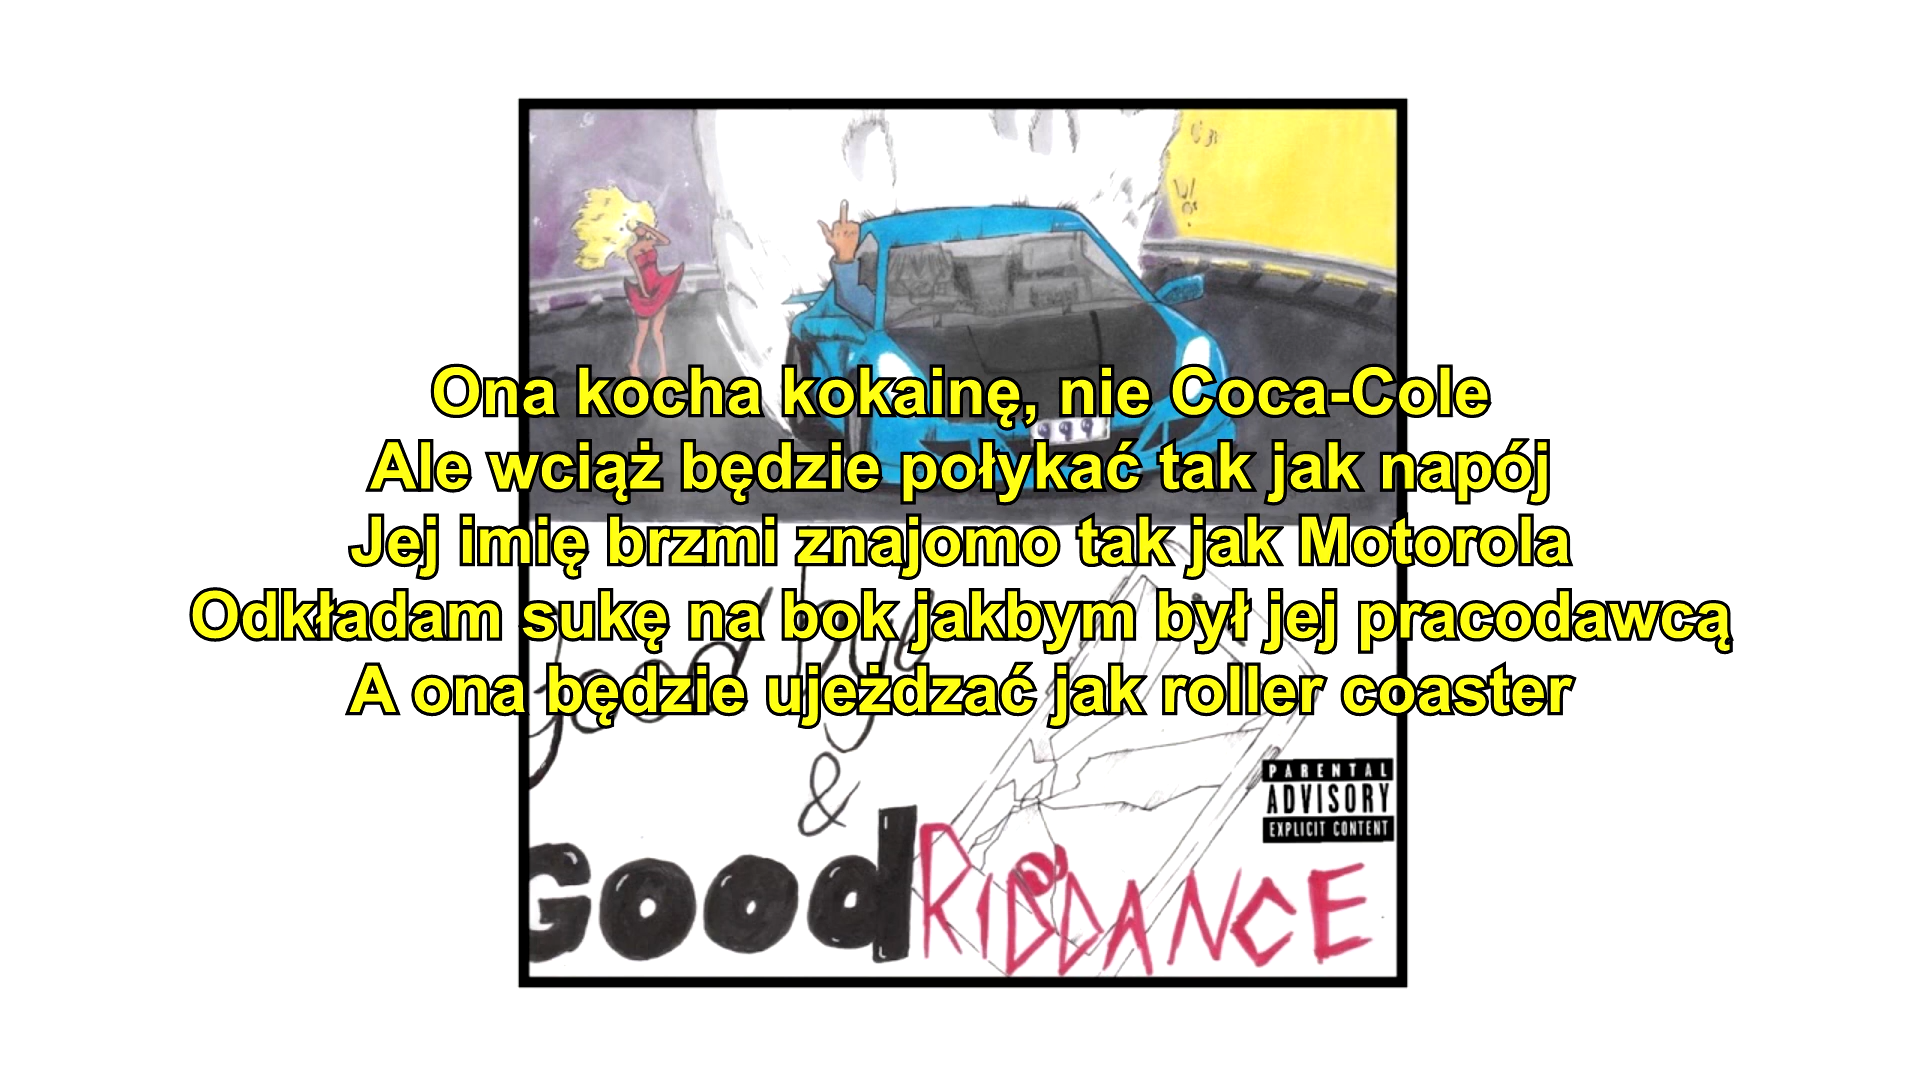 Ona kocha kokainę, nie Coca-Cole
999
Ale wciąż będzie połykać tak jak napój
Jej imię brzmi znajomo tak jak Motorola
Odkładam sukę na bok jakbym był jej pracodawcą
A ona będzie ujeżdzać jak roller coaster
Goodbye
&
Good RIDDANCE
PARENTAL
ADVISORY
EXPLICIT CONTENT